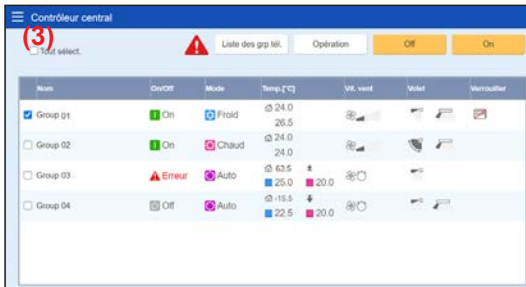 Contrôleur central
(3)
Tout sélect.
Liste des grp tél. Opération Off On
Nom On/Off Mode Temp.[°C] Vit. vent Volet Verrouiller
Group 01 On Froid 24.0
26.5
Group 02 On Chaud 24.0
24.0
Group 03 Erreur Auto 63.5
25.0 20.0
Group 04 Off Auto -15.5
22.5 20.0